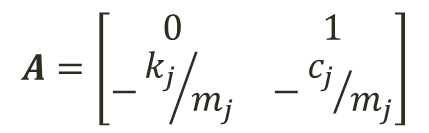 A = [ 0 1
-k_j/m_j -c_j/m_j ]